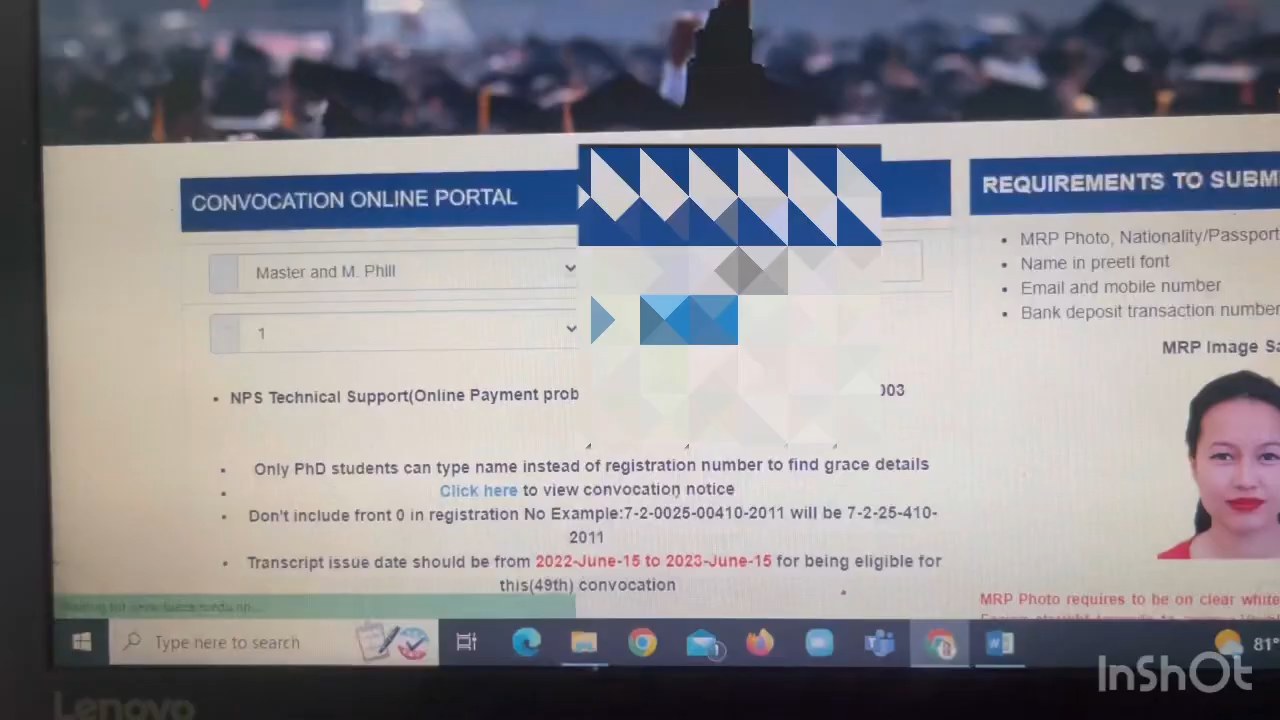 CONVOCATION ONLINE PORTAL
Master and M. Phill
1
NPS Technical Support(Online Payment prob
003
Only PhD students can type name instead of registration number to find grace details
Click here to view convocation notice
Don't include front 0 in registration No Example:7-2-0025-00410-2011 will be 7-2-25-410-
2011
Transcript issue date should be from 2022-June-15 to 2023-June-15 for being eligible for
this(49th) convocation
REQUIREMENTS TO SUBM
MRP Photo, Nationality/Passport
Name in preeti font
Email and mobile number
Bank deposit transaction number
MRP Image Sa
MRP Photo requires to be on clear white
Type here to search
1
81°
InShOt
Lenovo